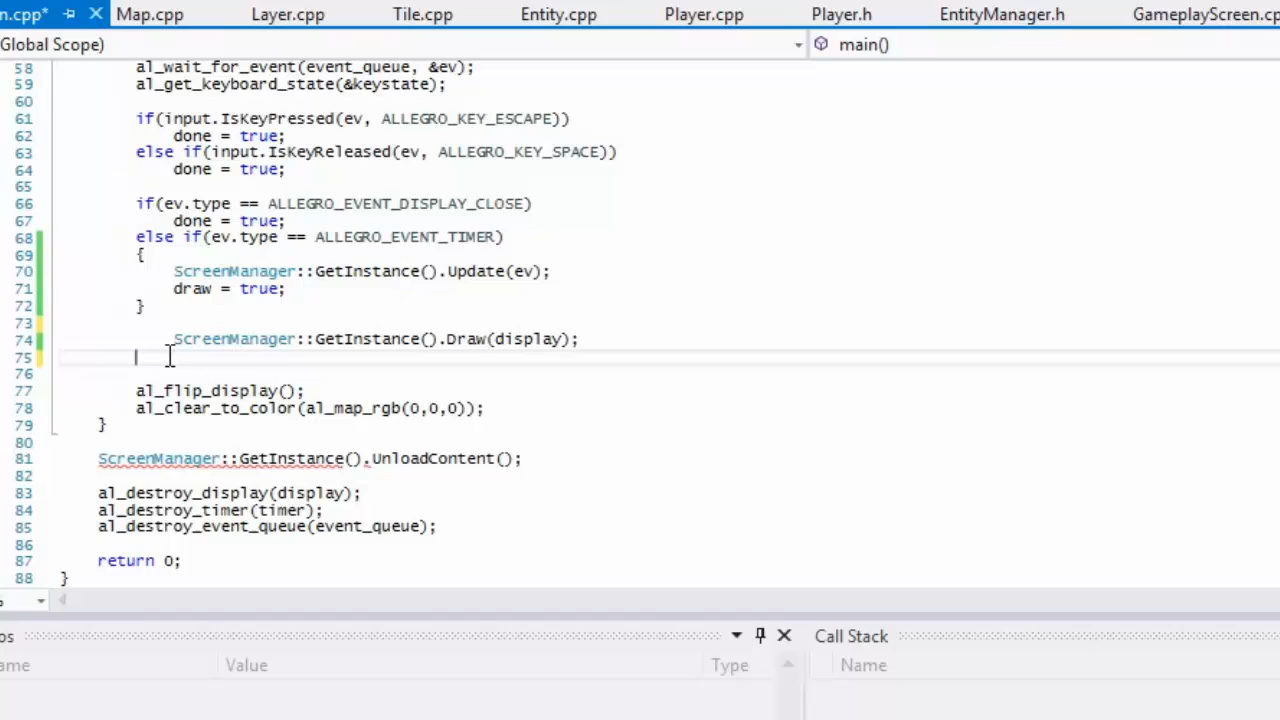 n.cpp* Map.cpp Layer.cpp Tile.cpp Entity.cpp Player.cpp Player.h EntityManager.h GameplayScreen.cp
Global Scope) main()
58 al_wait_for_event(event_queue, &ev);
59 al_get_keyboard_state(&keystate);
60
61 if(input.IsKeyPressed(ev, ALLEGRO_KEY_ESCAPE))
62 done = true;
63 else if(input.IsKeyReleased(ev, ALLEGRO_KEY_SPACE))
64 done = true;
65
66 if(ev.type == ALLEGRO_EVENT_DISPLAY_CLOSE)
67 done = true;
68 else if(ev.type == ALLEGRO_EVENT_TIMER)
69 {
70 ScreenManager::GetInstance().Update(ev);
71 draw = true;
72 }
73
74 ScreenManager::GetInstance().Draw(display);
75
76
77 al_flip_display();
78 al_clear_to_color(al_map_rgb(0,0,0));
79 }
80
81 ScreenManager::GetInstance().UnloadContent();
82
83 al_destroy_display(display);
84 al_destroy_timer(timer);
85 al_destroy_event_queue(event_queue);
86
87 return 0;
88 }
os Call Stack
ame Value Type Name